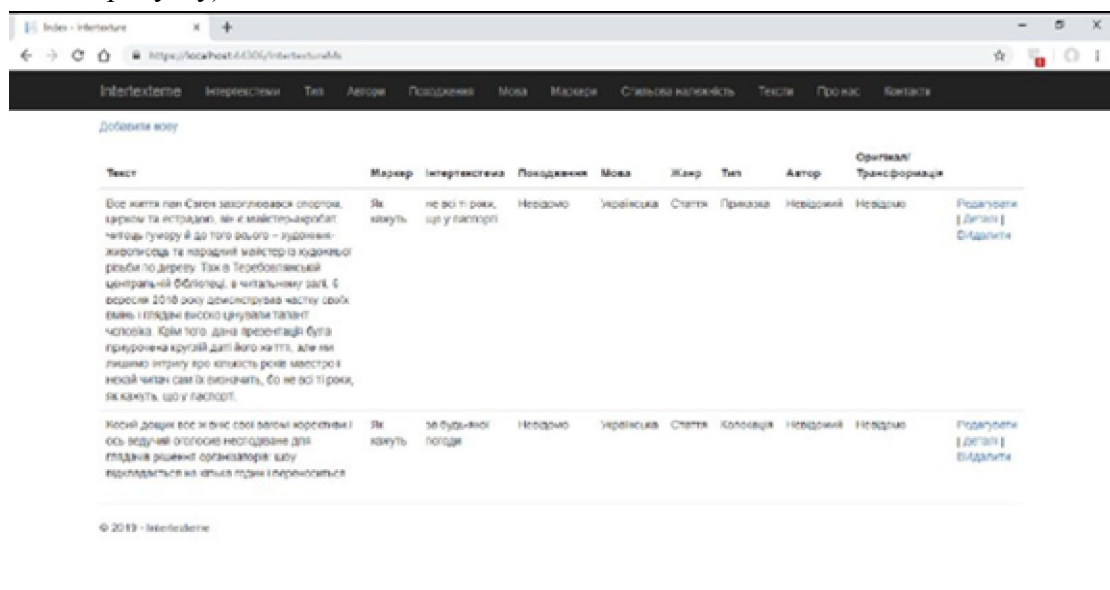 Index - Intertexture
https://localhost:44306/IntertextureMs
Intertexteme Інтертекстеми Тип Автори Походження Мова Маркери Стильова належність Тексти Про нас Контакти
Добавити нову
Оригінал/
Текст Маркер Інтертекстема Походження Мова Жанр Тип Автор Трансформація
Все життя пан Євген захоплювався спортом, Як не всі ті роки, Невідомо Українська Стаття Приказка Невідомий Невідомо Редагувати
цирком та естрадою, він є майстер-акробат, кажуть що у паспорті | Деталі |
читець гумору й до того всього – художник- Видалити
живописець та народний майстер із художньої
різьби по дереву. Так в Теребовлянській
центральній бібліотеці, в читальному залі, 6
вересня 2018 року демонстрував частку своїх
вмінь і глядачі високо цінували талант
чоловіка. Крім того, дана презентація була
приурочена круглій даті його життя, але ми
лишимо інтригу про кількість років маестро і
нехай читач сам їх визначить, бо не всі ті роки,
як кажуть, що у паспорті.
Косий дощик все ж вніс свої вагомі корективи і Як за будь-якої Невідомо Українська Стаття Колокація Невідомий Невідомо Редагувати
ось ведучий оголосив несподіване для кажуть погоди | Деталі |
глядачів рішення організаторів: шоу Видалити
відкладається на кілька годин і переноситься
© 2019 - Intertexteme